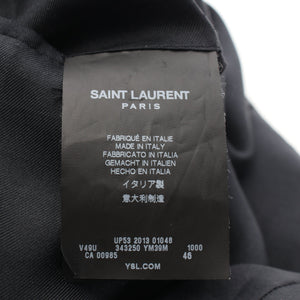 SAINT LAURENT
PARIS
FABRIQUÉ EN ITALIE
MADE IN ITALY
FABBRICATO IN ITALIA
GEMACHT IN ITALIEN
HECHO EN ITALIA
イタリア製
意大利制造
UP53 2013 01048
V49U 343250 YM39M 1000
CA 00985 46
YSL.COM